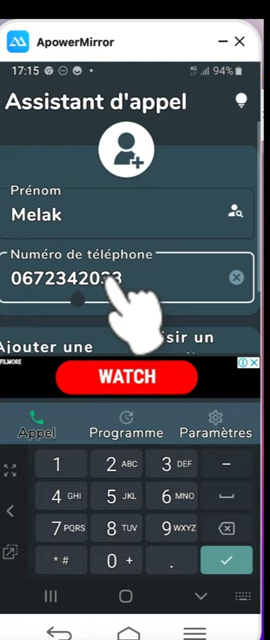 ApowerMirror
17:15 94%
Assistant d'appel
Prénom
Melak
Numéro de téléphone
Ajouter une
un
FILMORE
WATCH
Appel Programme Paramètres
1 2 ABC 3 DEF -
4 GHI 5 JKL 6 MNO
7 PQRS 8 TUV 9 WXYZ
* # 0 + .